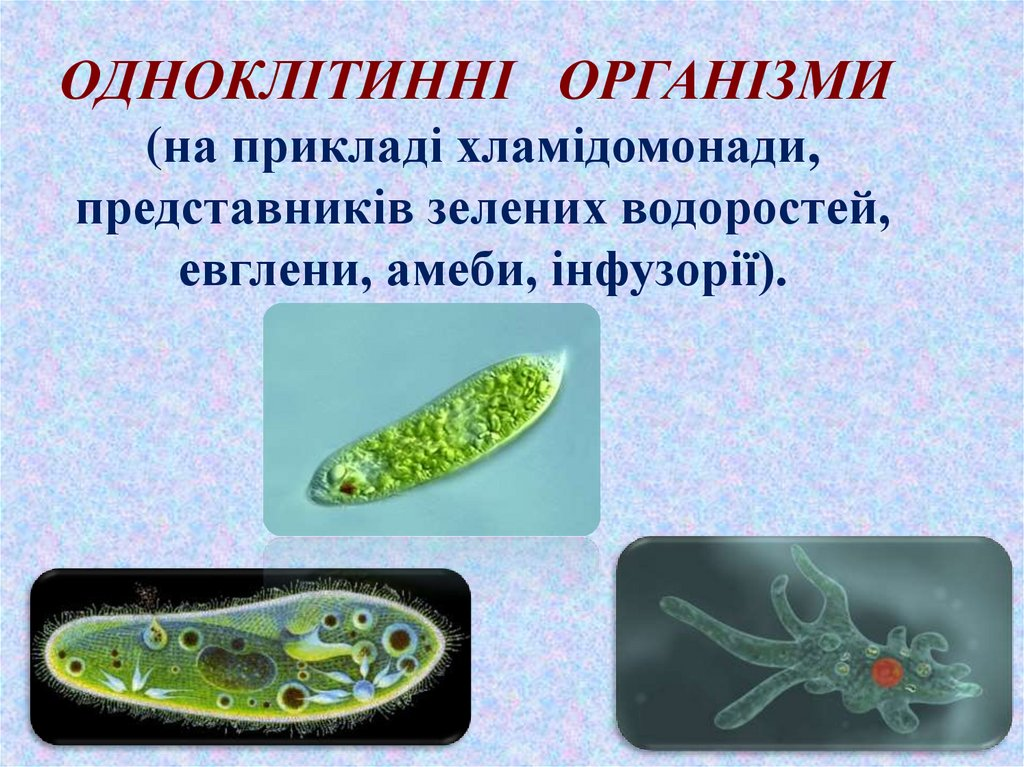 ОДНОКЛІТИННІ ОРГАНІЗМИ
(на прикладі хламідомонади,
представників зелених водоростей,
евглени, амеби, інфузорії).